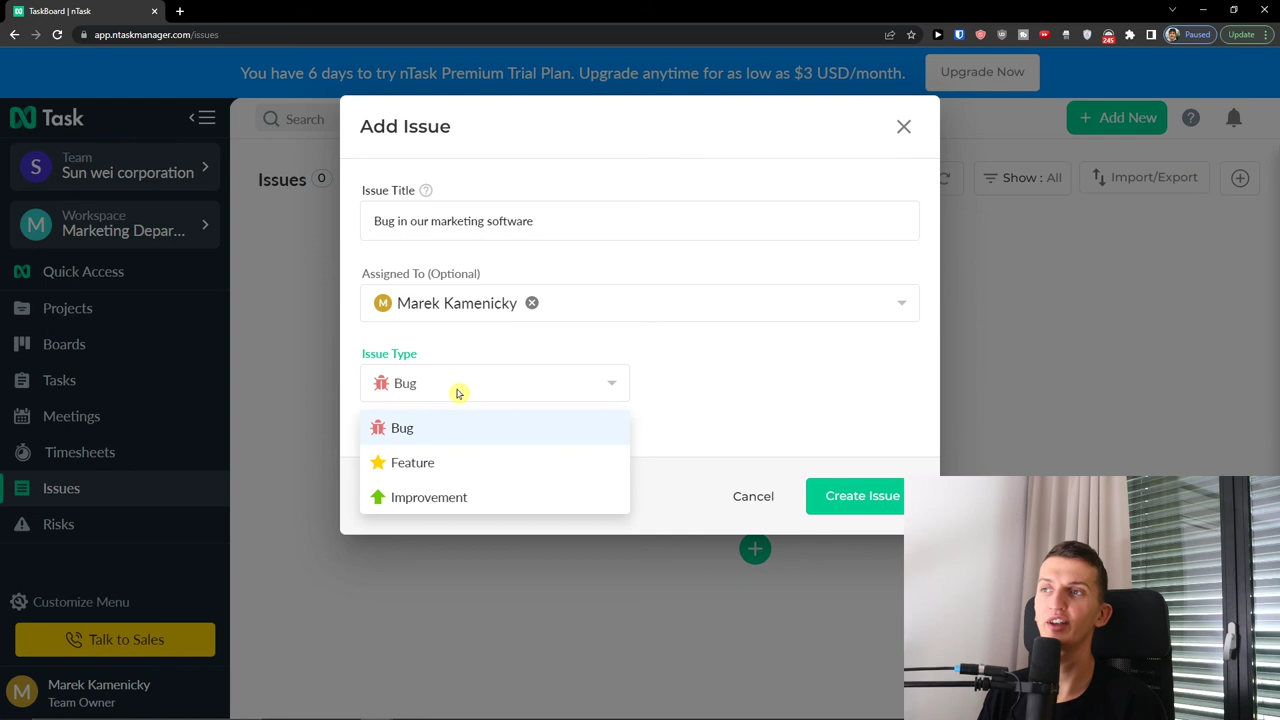 TaskBoard | nTask
app.ntaskmanager.com/issues
245
Paused
Update
You have 6 days to try nTask Premium Trial Plan. Upgrade anytime for as low as $3 USD/month.
Upgrade Now
N Task
Search
+ Add New
?
S
Team
Sun wei corporation
M
Workspace
Marketing Depar...
Quick Access
Projects
Boards
Tasks
Meetings
Timesheets
Issues
Risks
Customize Menu
Talk to Sales
M
Marek Kamenicky
Team Owner
Issues 0
Show : All
Import/Export
Add Issue
Issue Title ?
Bug in our marketing software
Assigned To (Optional)
M Marek Kamenicky
Issue Type
Bug
Bug
Feature
Improvement
Cancel
Create Issue